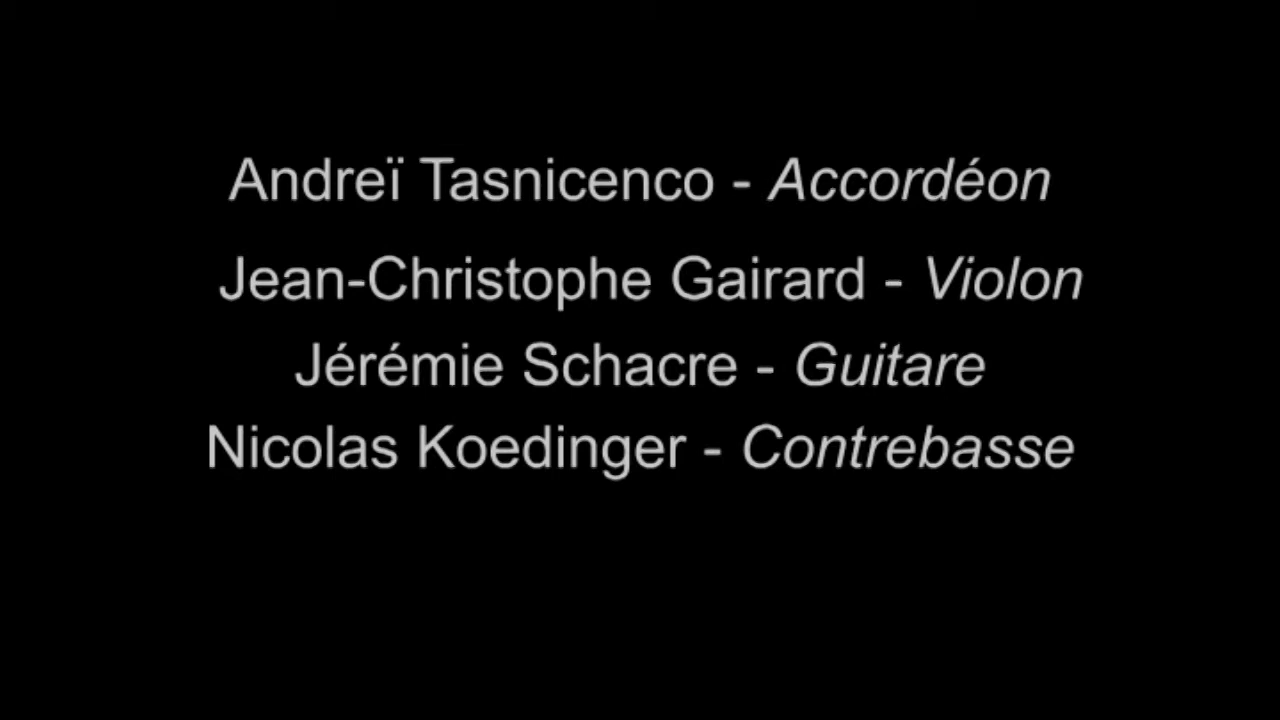 Andreï Tasnicenco - Accordéon
Jean-Christophe Gairard - Violon
Jérémie Schacre - Guitare
Nicolas Koedinger - Contrebasse